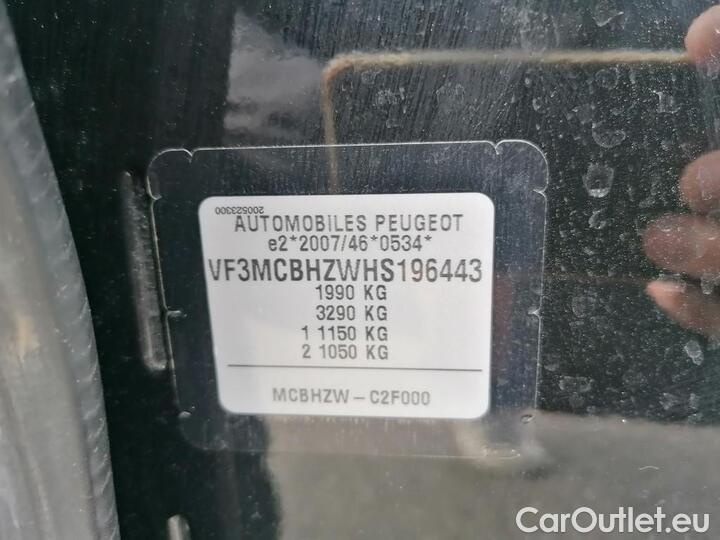 200523300
AUTOMOBILES PEUGEOT
e2*2007/46*0534*
VF3MCBHZWHS196443
1990 KG
3290 KG
1 1150 KG
2 1050 KG
MCBHZW - C2F000
CarOutlet.eu